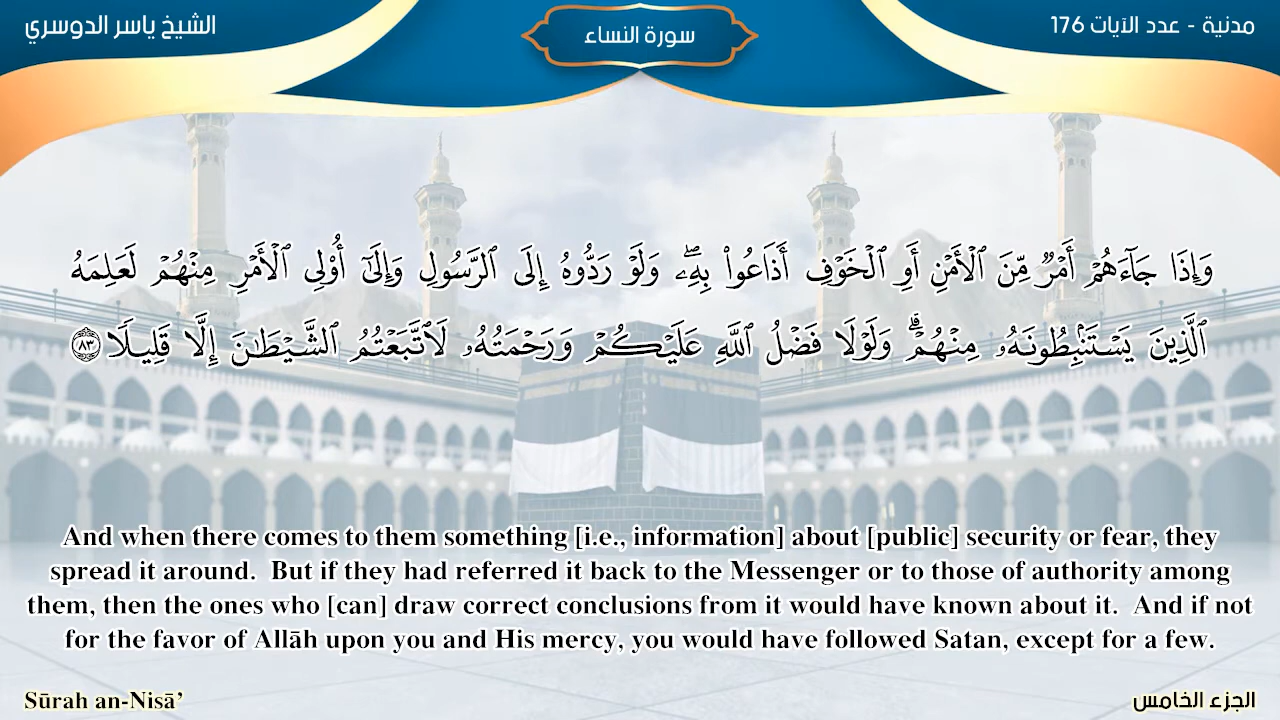 مدنية - عدد الآيات 176
سورة النساء
الشيخ ياسر الدوسري
وَإِذَا جَآءَهُمْ أَمْرٌ مِّنَ ٱلْأَمْنِ أَوِ ٱلْخَوْفِ أَذَاعُوا۟ بِهِۦ ۖ وَلَوْ رَدُّوهُ إِلَى ٱلرَّسُولِ وَإِلَىٰٓ أُو۟لِى ٱلْأَمْرِ مِنْهُمْ لَعَلِمَهُ
ٱلَّذِينَ يَسْتَنۢبِطُونَهُۥ مِنْهُمْ ۗ وَلَوْلَا فَضْلُ ٱللَّهِ عَلَيْكُمْ وَرَحْمَتُهُۥ لَٱتَّبَعْتُمُ ٱلشَّيْطَـٰنَ إِلَّا قَلِيلًا ٨٣
And when there comes to them something [i.e., information] about [public] security or fear, they
spread it around.  But if they had referred it back to the Messenger or to those of authority among
them, then the ones who [can] draw correct conclusions from it would have known about it.  And if not
for the favor of Allāh upon you and His mercy, you would have followed Satan, except for a few.
Sūrah an-Nisā’
الجزء الخامس